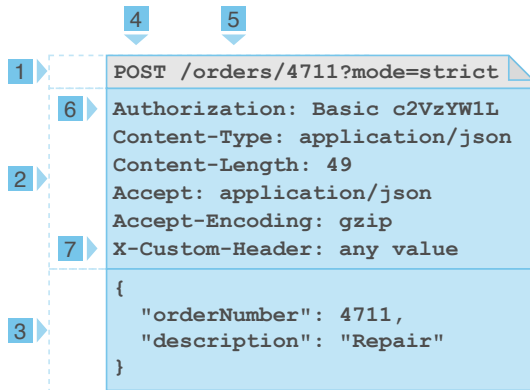 4 5
1 POST /orders/4711?mode=strict
6 Authorization: Basic c2VzYW1L
Content-Type: application/json
2 Content-Length: 49
Accept: application/json
Accept-Encoding: gzip
7 X-Custom-Header: any value
{
"orderNumber": 4711,
3 "description": "Repair"
}